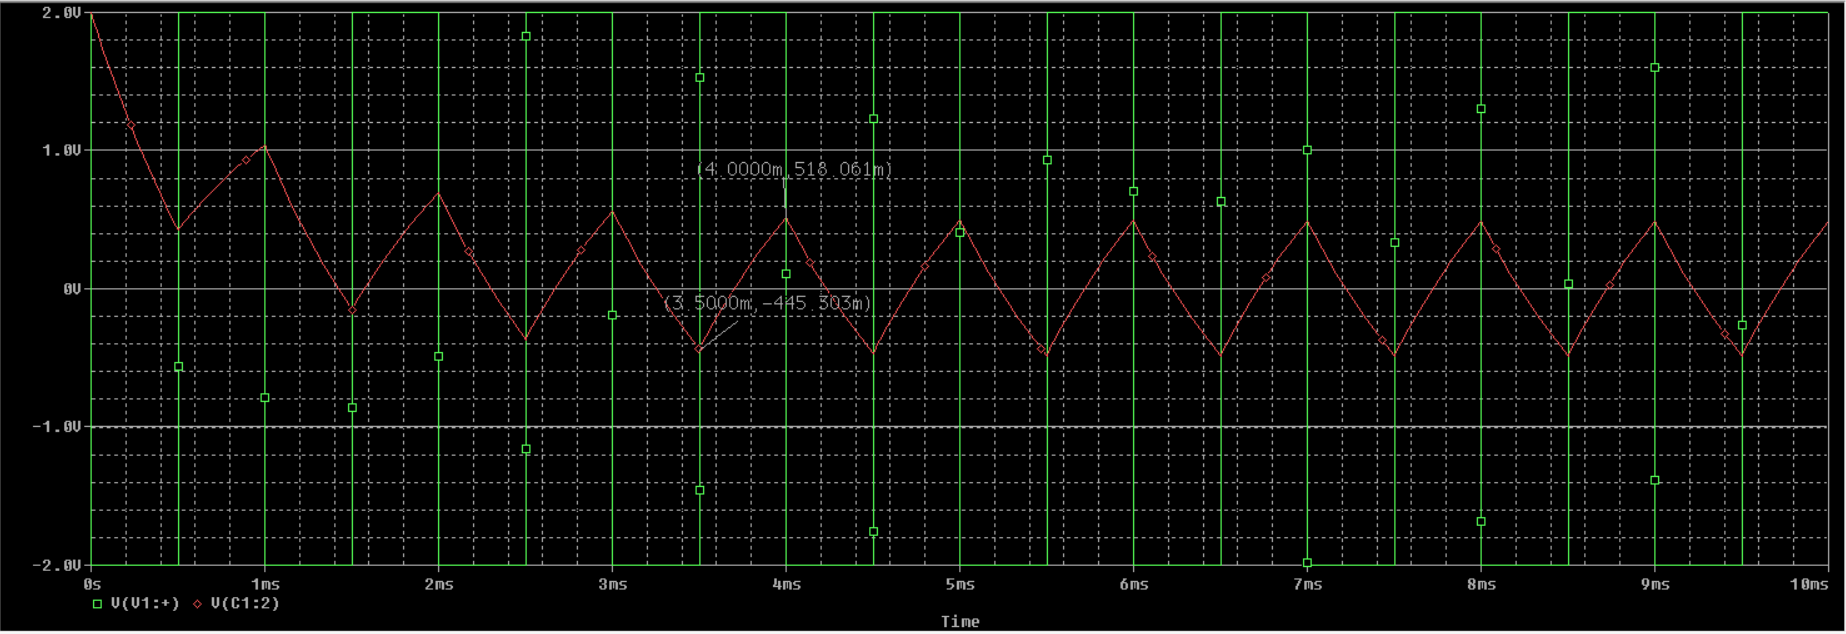 2.0V
1.0V
(4.0000m,518.061m)
0V
(3.5000m,-445.303m)
-1.0V
-2.0V
0s 1ms 2ms 3ms 4ms 5ms 6ms 7ms 8ms 9ms 10ms
V(V1:+) V(C1:2)
Time